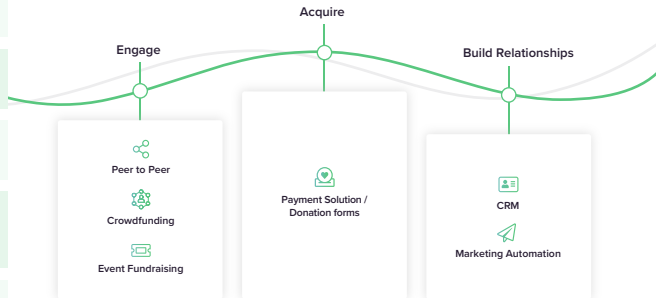 Acquire
Engage
Build Relationships
Peer to Peer
Crowdfunding
Event Fundraising
Payment Solution /
Donation forms
CRM
Marketing Automation